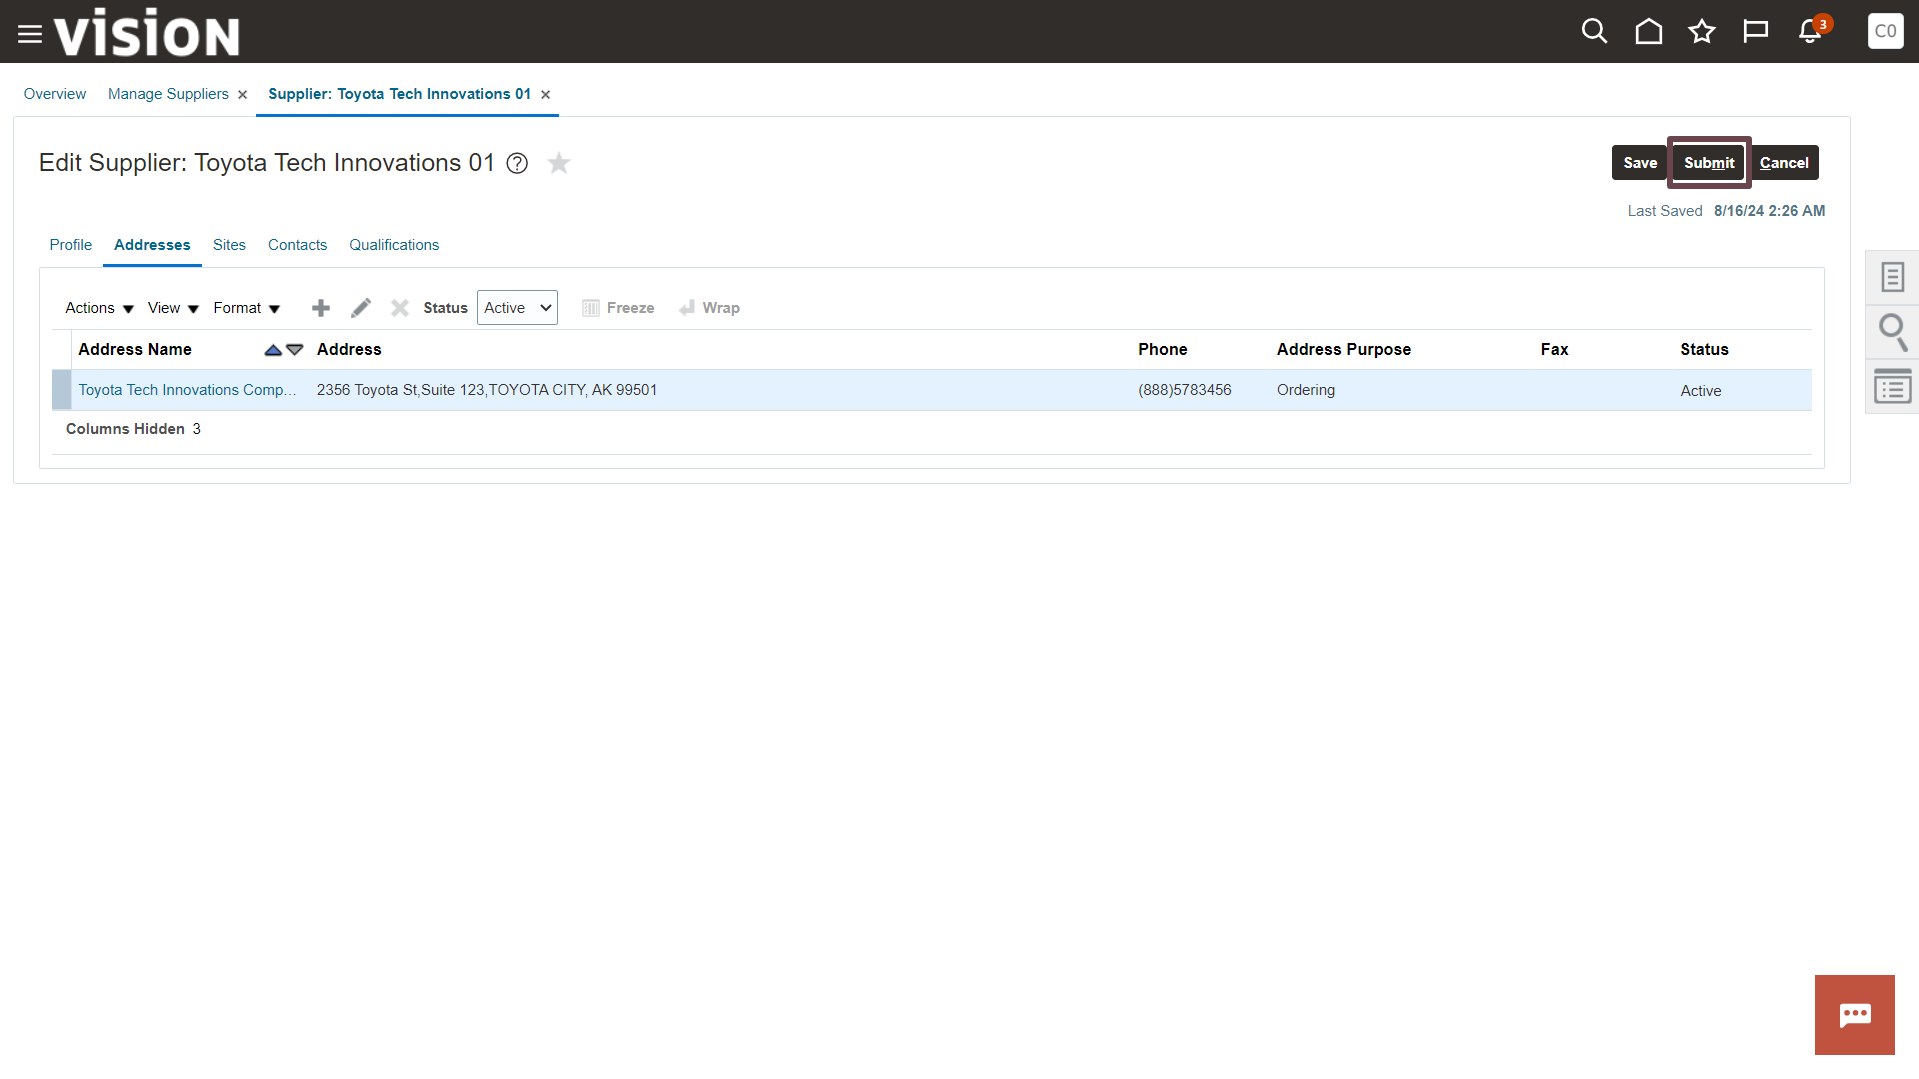 vision
3
CO
Overview Manage Suppliers × Supplier: Toyota Tech Innovations 01 ×
Edit Supplier: Toyota Tech Innovations 01 ?
Save Submit Cancel
Last Saved 8/16/24 2:26 AM
Profile Addresses Sites Contacts Qualifications
Actions View Format Status Active Freeze Wrap
Address Name Address Phone Address Purpose Fax Status
Toyota Tech Innovations Comp... 2356 Toyota St,Suite 123,TOYOTA CITY, AK 99501 (888)5783456 Ordering Active
Columns Hidden 3